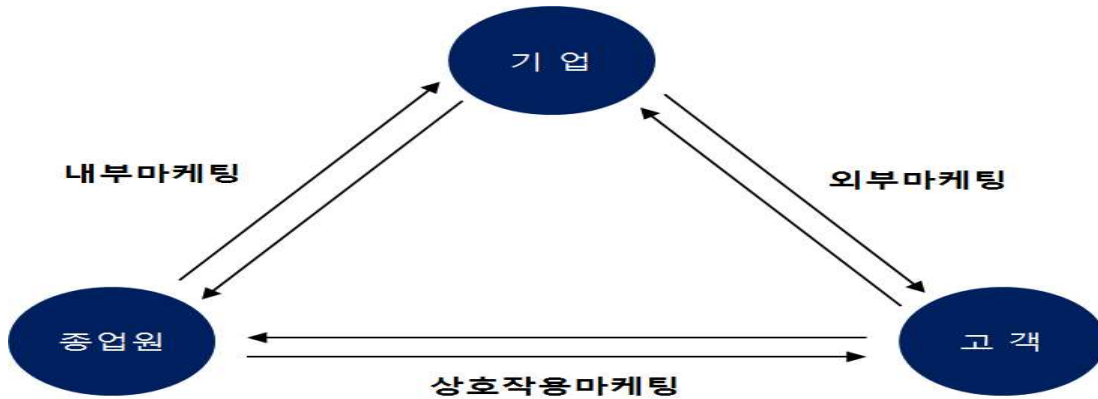 기 업
내부마케팅
외부마케팅
종업원
고 객
상호작용마케팅